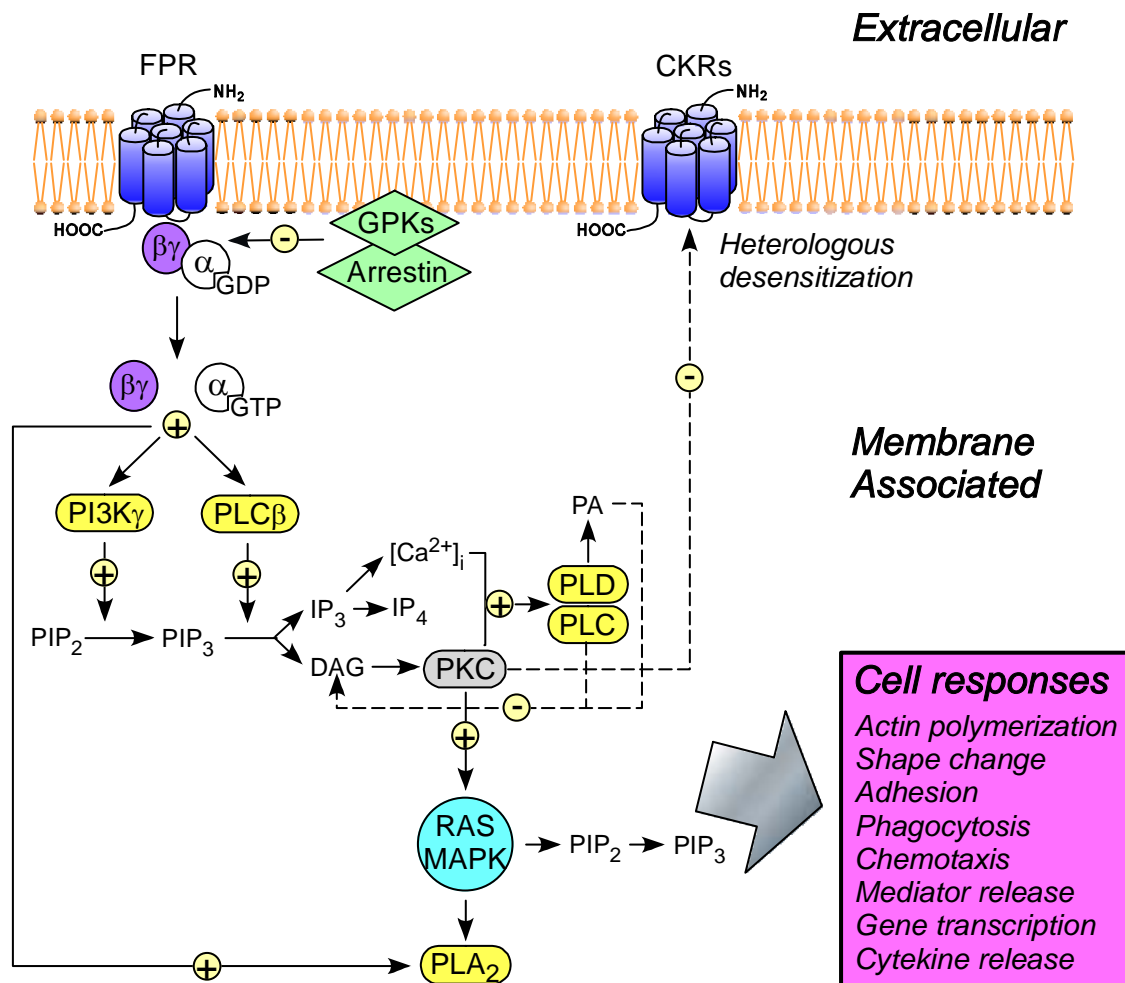 Extracellular
FPR
CKRs
NH₂
NH₂
HOOC
HOOC
GPKs
Arrestin
-
βγ
α
GDP
Heterologous
desensitization
βγ
α
GTP
+
-
Membrane
Associated
PI3Kγ
PLCβ
PA
[Ca²⁺]ᵢ
+
+
PLD
+
IP₃
IP₄
PLC
PIP₂
PIP₃
DAG
PKC
-
+
Cell responses
Actin polymerization
Shape change
Adhesion
Phagocytosis
Chemotaxis
Mediator release
Gene transcription
Cytekine release
RAS
MAPK
PIP₂
PIP₃
+
PLA₂